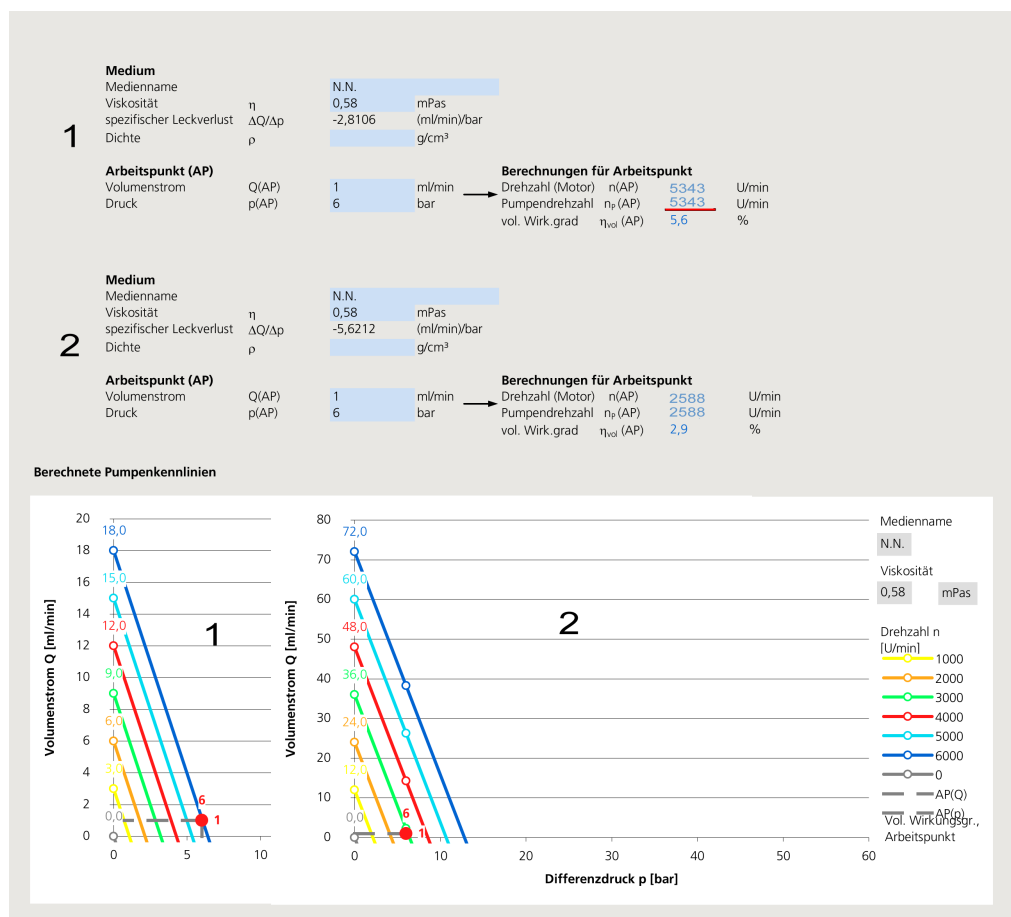 Medium
Medienname N.N.
Viskosität η 0,58 mPas
spezifischer Leckverlust ΔQ/Δp -2,8106 (ml/min)/bar
1
Dichte ρ g/cm³
Arbeitspunkt (AP) Berechnungen für Arbeitspunkt
Volumenstrom Q(AP) 1 ml/min Drehzahl (Motor) n(AP) 5343 U/min
Druck p(AP) 6 bar Pumpendrehzahl nP (AP) 5343 U/min
vol. Wirk.grad ηvol (AP) 5,6 %
Medium
Medienname N.N.
Viskosität η 0,58 mPas
spezifischer Leckverlust ΔQ/Δp -5,6212 (ml/min)/bar
2
Dichte ρ g/cm³
Arbeitspunkt (AP) Berechnungen für Arbeitspunkt
Volumenstrom Q(AP) 1 ml/min Drehzahl (Motor) n(AP) 2588 U/min
Druck p(AP) 6 bar Pumpendrehzahl nP (AP) 2588 U/min
vol. Wirk.grad ηvol (AP) 2,9 %
Berechnete Pumpenkennlinien
Volumenstrom Q [ml/min]
20
18
16
14
12
10
8
6
4
2
0
18,0
15,0
12,0
9,0
6,0
3,0
0,0
1
6
1
0 5 10
Volumenstrom Q [ml/min]
80
70
60
50
40
30
20
10
0
72,0
60,0
48,0
36,0
24,0
12,0
0,0
2
6
1
0 10 20 30 40 50 60
Differenzdruck p [bar]
Medienname
N.N.
Viskosität
0,58 mPas
Drehzahl n
[U/min]
1000
2000
3000
4000
5000
6000
0
AP(Q)
AP(p)
Vol. Wirkungsgr.,
Arbeitspunkt